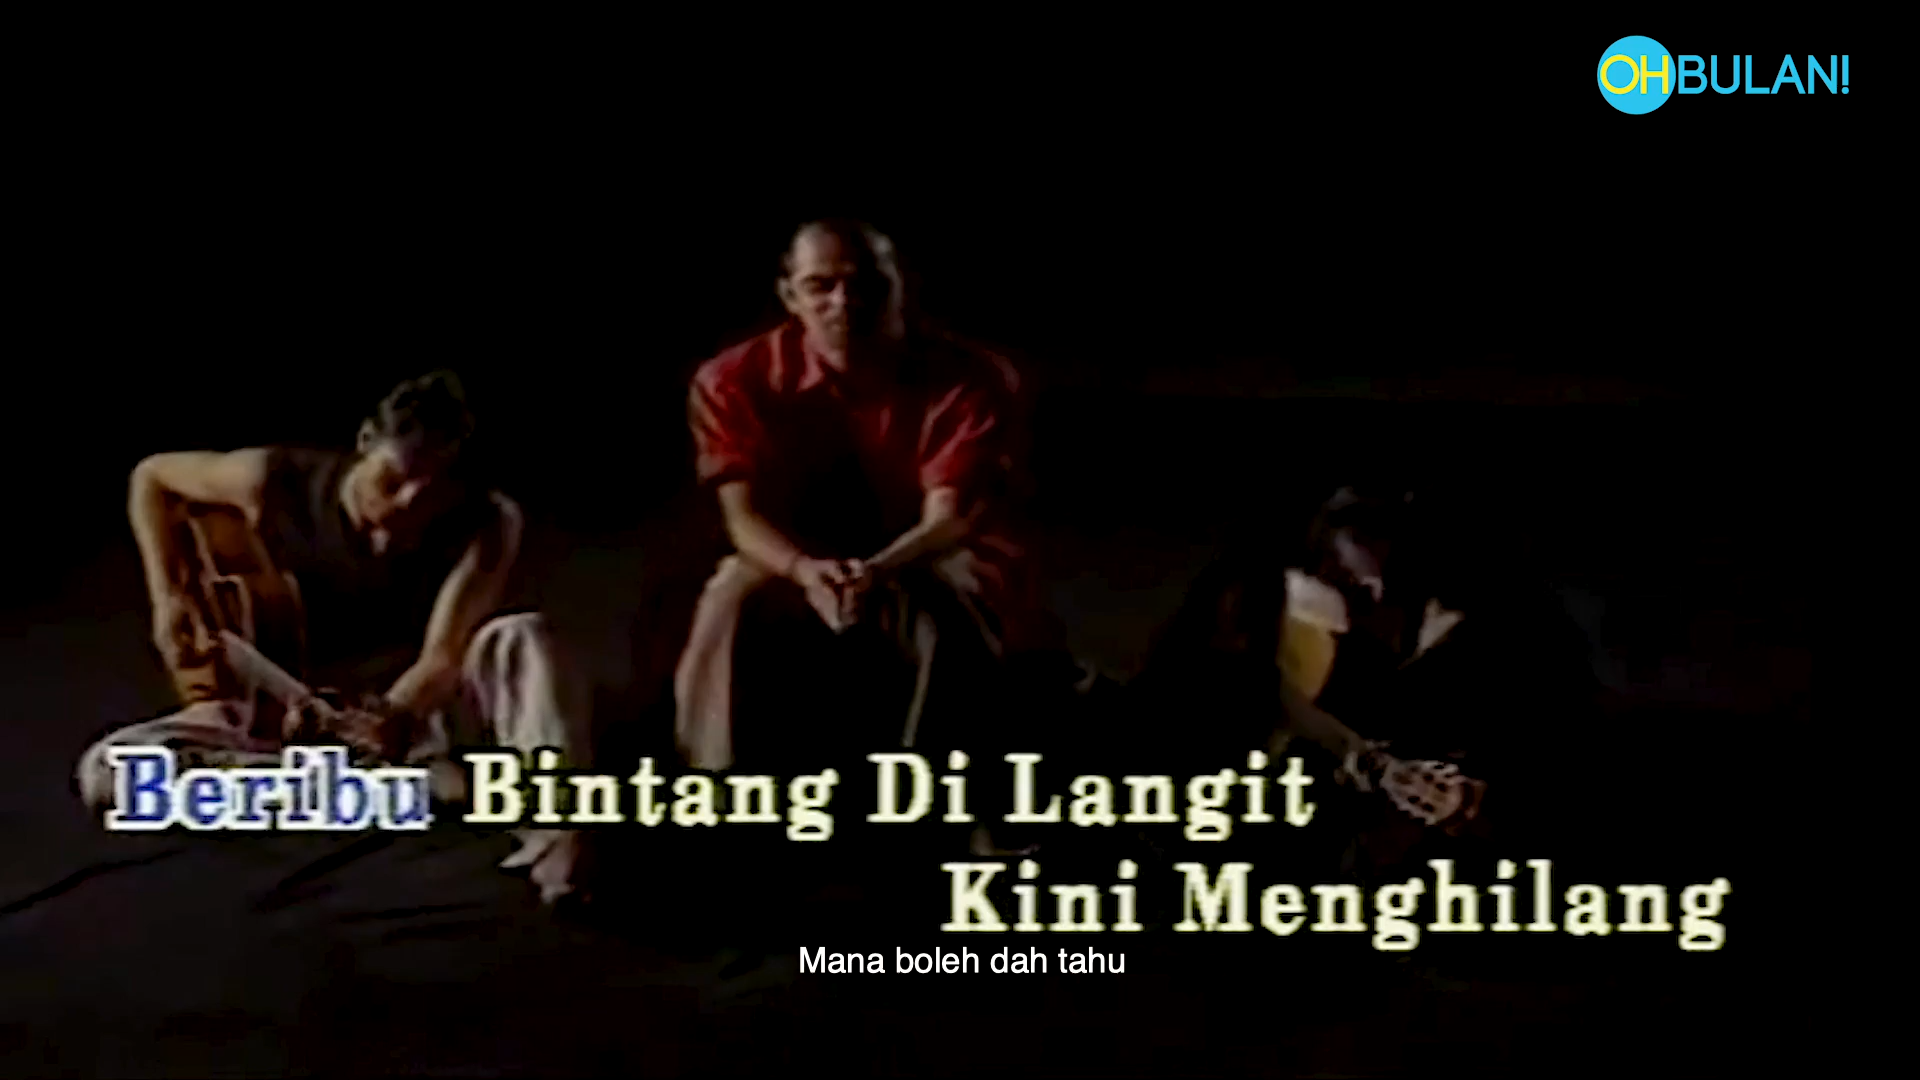 OHBULAN!
Beribu Bintang Di Langit
Kini Menghilang
Mana boleh dah tahu